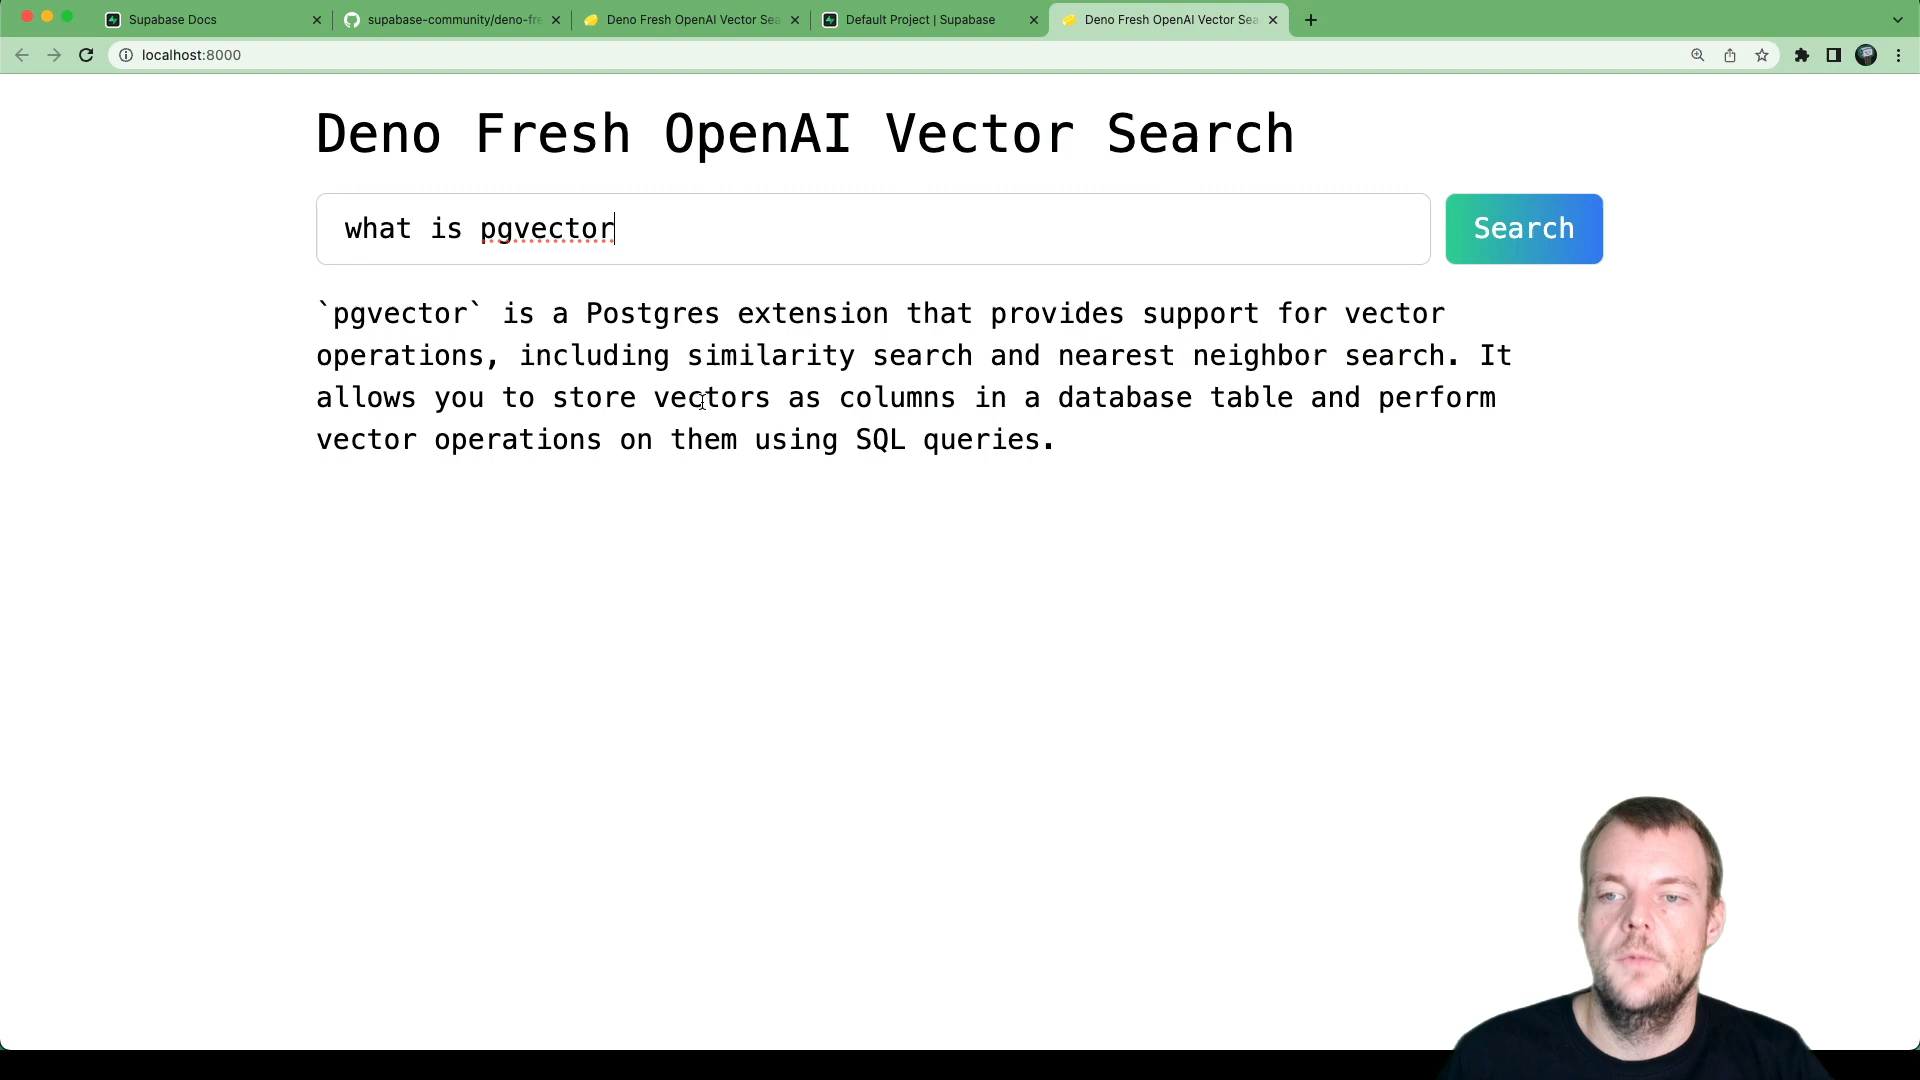 Supabase Docs
supabase-community/deno-fre
Deno Fresh OpenAI Vector Sea
Default Project | Supabase
Deno Fresh OpenAI Vector Sea
localhost:8000
Deno Fresh OpenAI Vector Search
what is pgvector
Search
`pgvector` is a Postgres extension that provides support for vector
operations, including similarity search and nearest neighbor search. It
allows you to store vectors as columns in a database table and perform
vector operations on them using SQL queries.